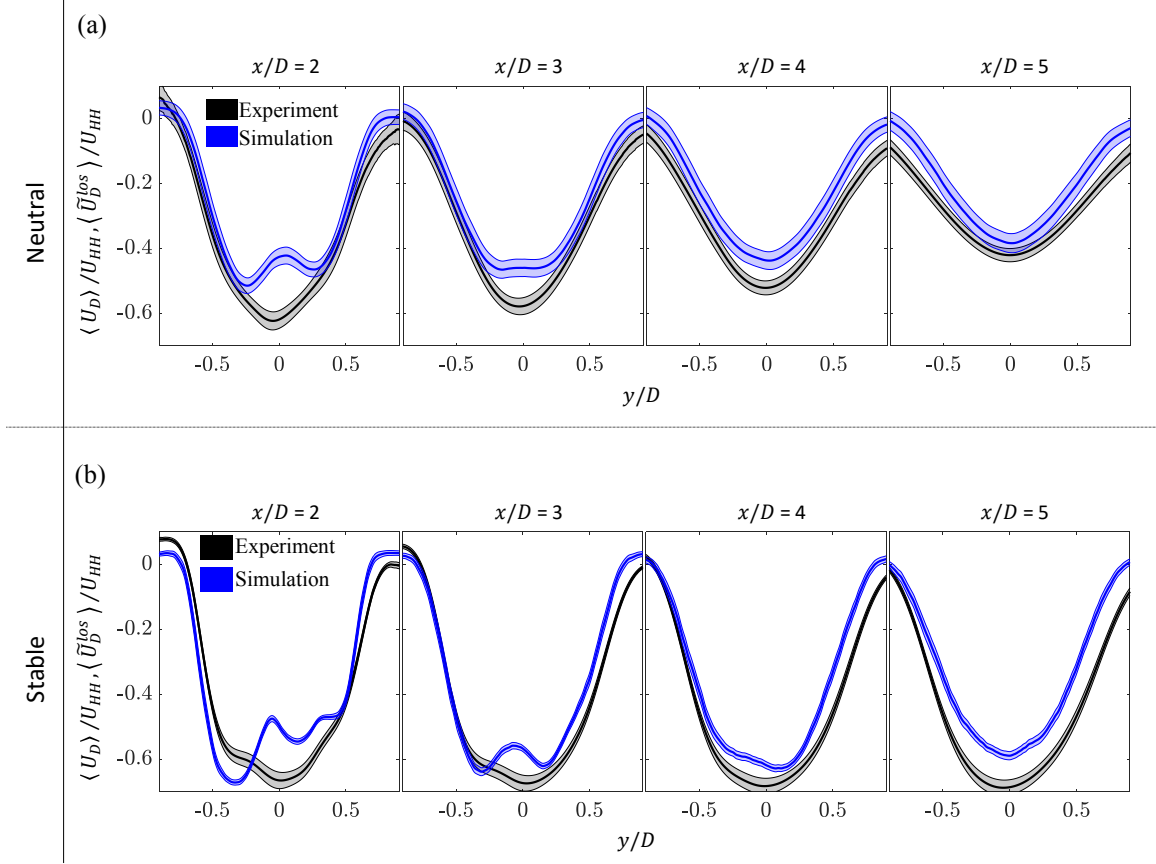 (a)
x/D = 2
x/D = 3
x/D = 4
x/D = 5
Neutral
⟨U_D⟩/U_HH, ⟨Ũ_D^los⟩/U_HH
0
-0.2
-0.4
-0.6
Experiment
Simulation
-0.5 0 0.5 -0.5 0 0.5 -0.5 0 0.5 -0.5 0 0.5
y/D
(b)
x/D = 2
x/D = 3
x/D = 4
x/D = 5
Stable
⟨U_D⟩/U_HH, ⟨Ũ_D^los⟩/U_HH
0
-0.2
-0.4
-0.6
Experiment
Simulation
-0.5 0 0.5 -0.5 0 0.5 -0.5 0 0.5 -0.5 0 0.5
y/D